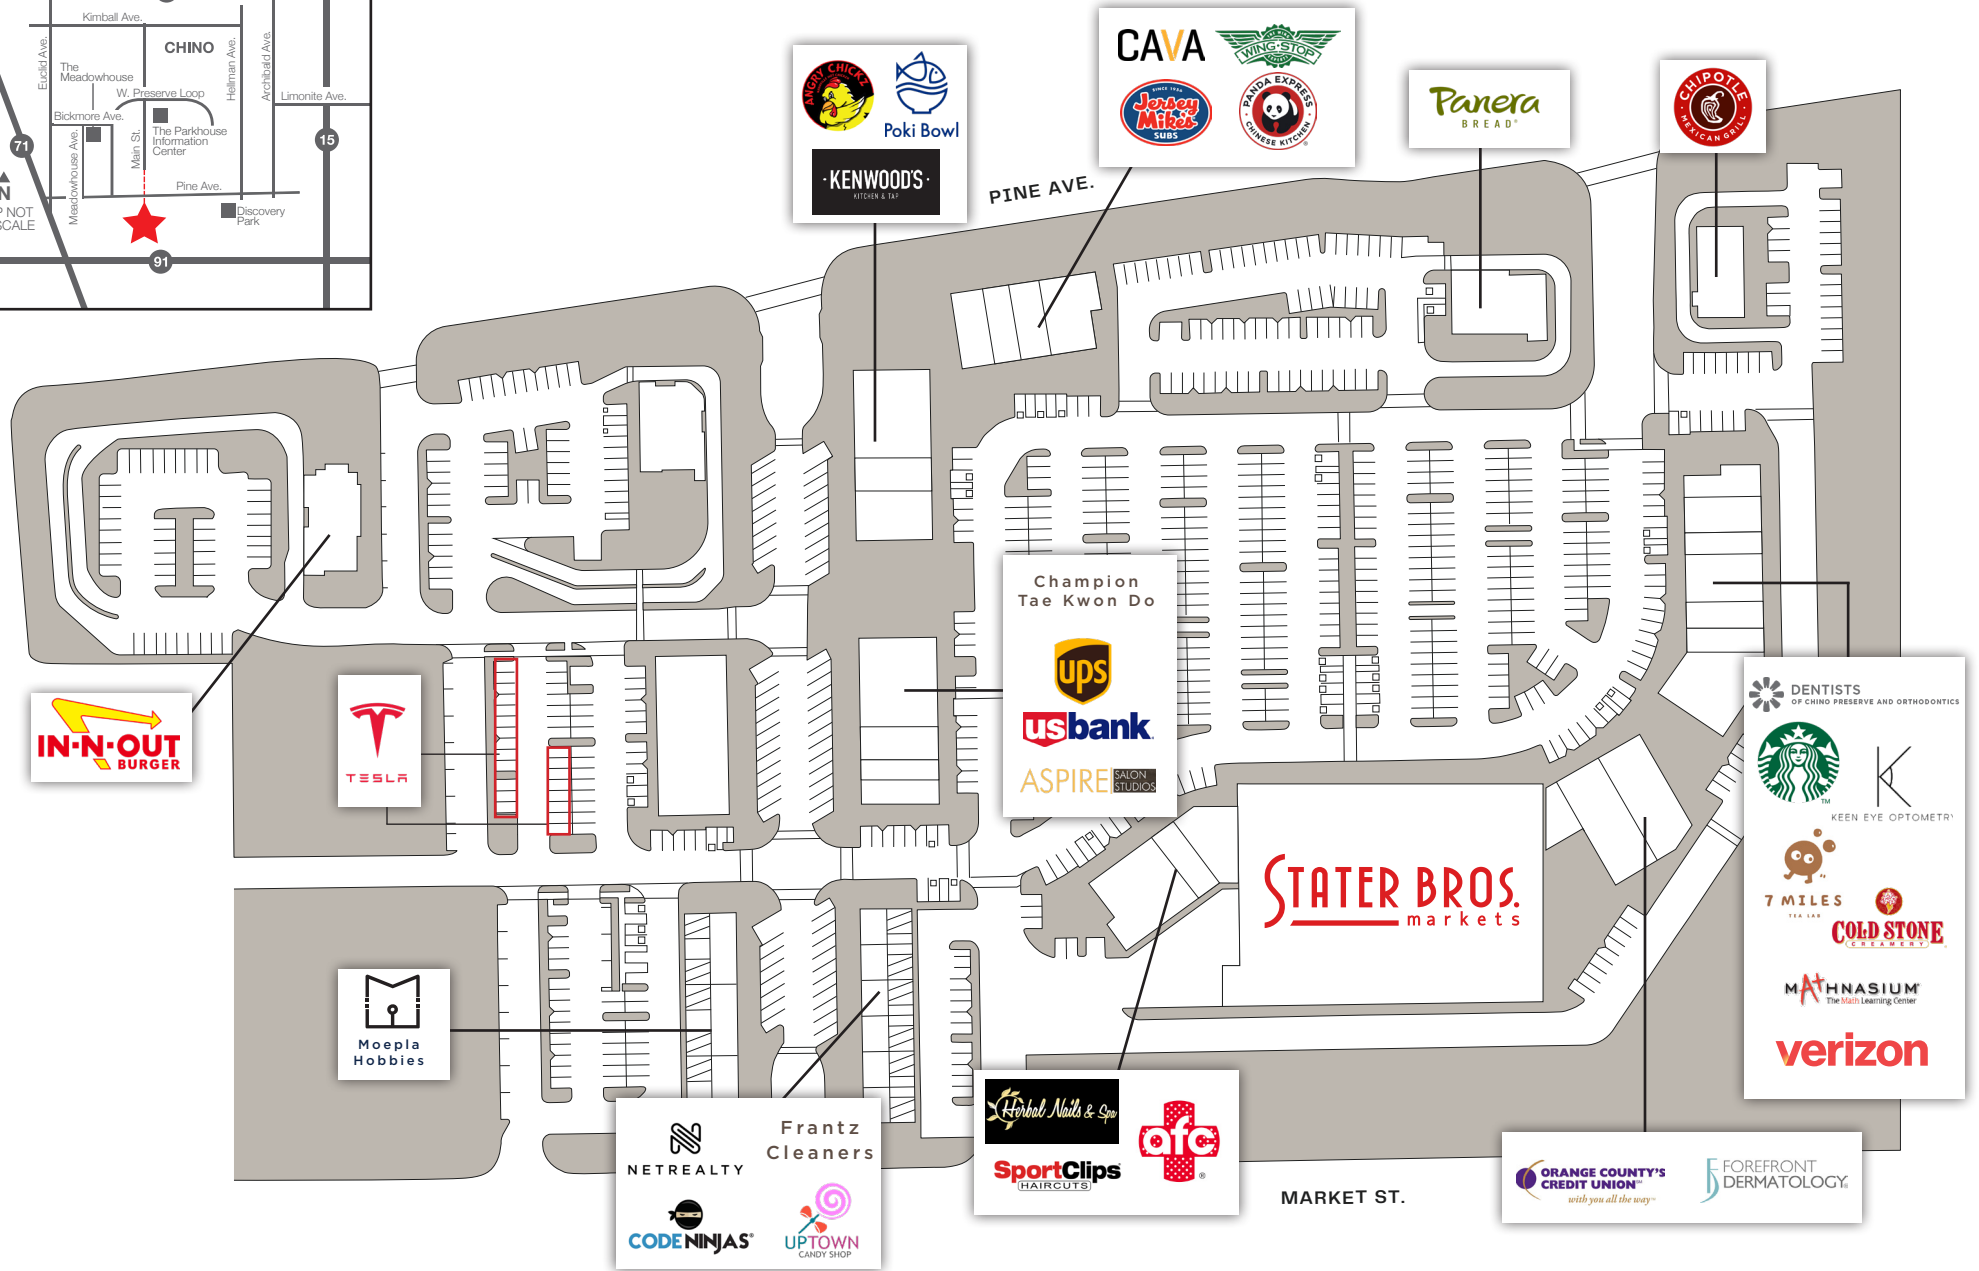 Kimball Ave.
CHINO
Euclid Ave.
Hellman Ave.
Archibald Ave.
The
Meadowhouse
W. Preserve Loop
Limonite Ave.
Bickmore Ave.
The Parkhouse
Information
Center
Main St.
Meadowhouse Ave.
71
15
Pine Ave.
N
P NOT
SCALE
Discovery
Park
91
ANGRY CHICKZ
Poki Bowl
KENWOOD'S
KITCHEN & TAP
CAVA
WING·STOP
SINCE 1956
Jersey
Mike's
SUBS
PANDA EXPRESS
CHINESE KITCHEN
Panera
BREAD®
CHIPOTLE
MEXICAN GRILL
PINE AVE.
IN-N-OUT
BURGER
TESLA
Champion
Tae Kwon Do
ups
usbank
ASPIRE SALON
STUDIOS
STATER BROS.
markets
DENTISTS
OF CHINO PRESERVE AND ORTHODONTICS
TM
K
KEEN EYE OPTOMETRY
7 MILES
TEA LAB
COLD STONE
CREAMERY
MATHNASIUM®
The Math Learning Center
verizon
Moepla
Hobbies
NETREALTY
Frantz
Cleaners
CODE NINJAS®
UPTOWN
CANDY SHOP
Herbal Nails & Spa
SportClips
HAIRCUTS
afc
®
MARKET ST.
ORANGE COUNTY'S
CREDIT UNION℠
with you all the way
FOREFRONT
DERMATOLOGY